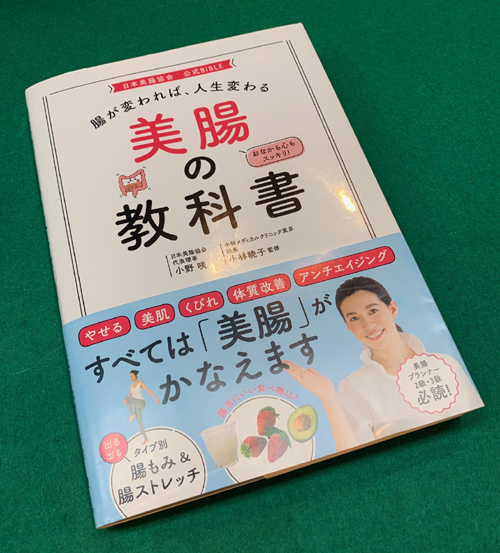 日本美腸協会 公式BIBLE
腸が変われば、人生変わる
美腸
の
教科書
おなかも心も
スッキリ!
日本美腸協会
代表理事
小野 咲
小林メディカルクリニック東京
院長
小林暁子 監修
やせる 美肌 くびれ 体質改善 アンチエイジング
すべては「美腸」が
かなえます
腸活にいい食べ物は?
美腸
プランナー
2級・3級
必読!
出る
出る
タイプ別
腸もみ&
腸ストレッチ